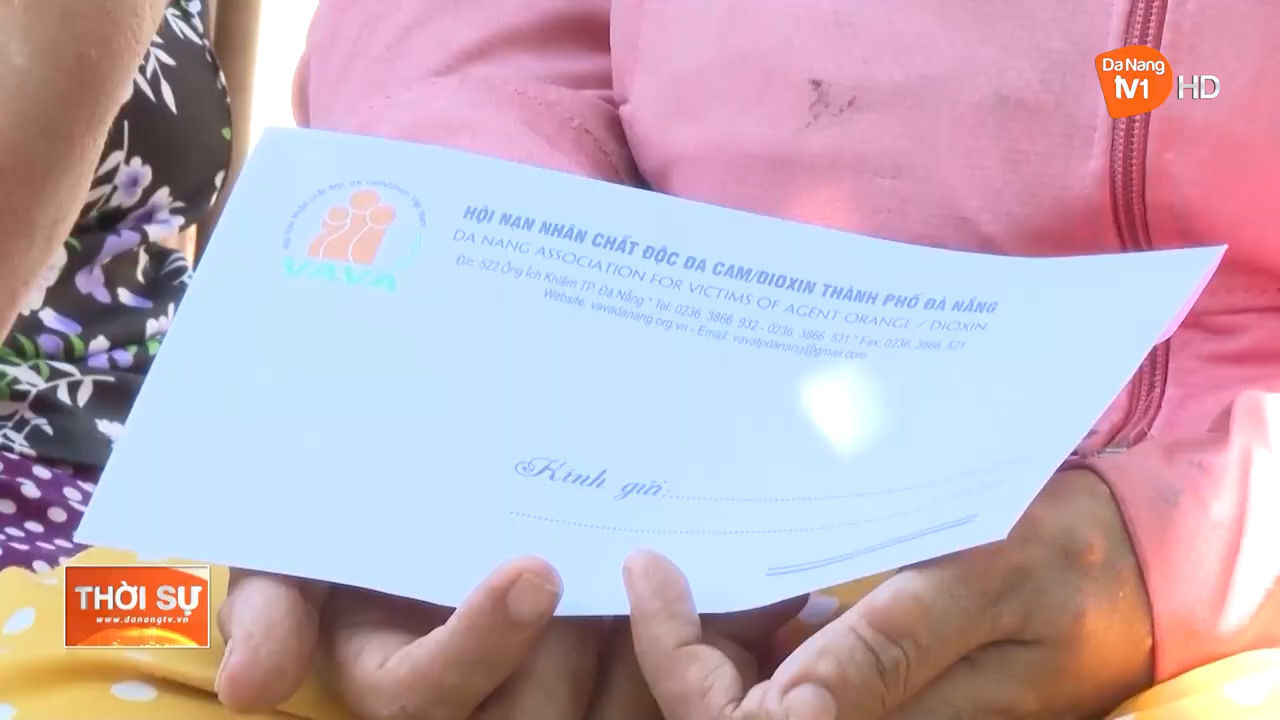 Da Nang
TV1 HD
VAVA
HỘI NẠN NHÂN CHẤT ĐỘC DA CAM/DIOXIN THÀNH PHỐ ĐÀ NẴNG
DA NANG ASSOCIATION FOR VICTIMS OF AGENT ORANGE / DIOXIN
Đ/c: 522 Ông Ích Khiêm TP. Đà Nẵng * Tel: 0236. 3866. 932 - 0236. 3866. 521 * Fax: 0236. 3866. 521
Website: vavadanang.org.vn - Email: vavatpdanang@gmail.com
Kính gửi:
THỜI SỰ
www.danangtv.vn